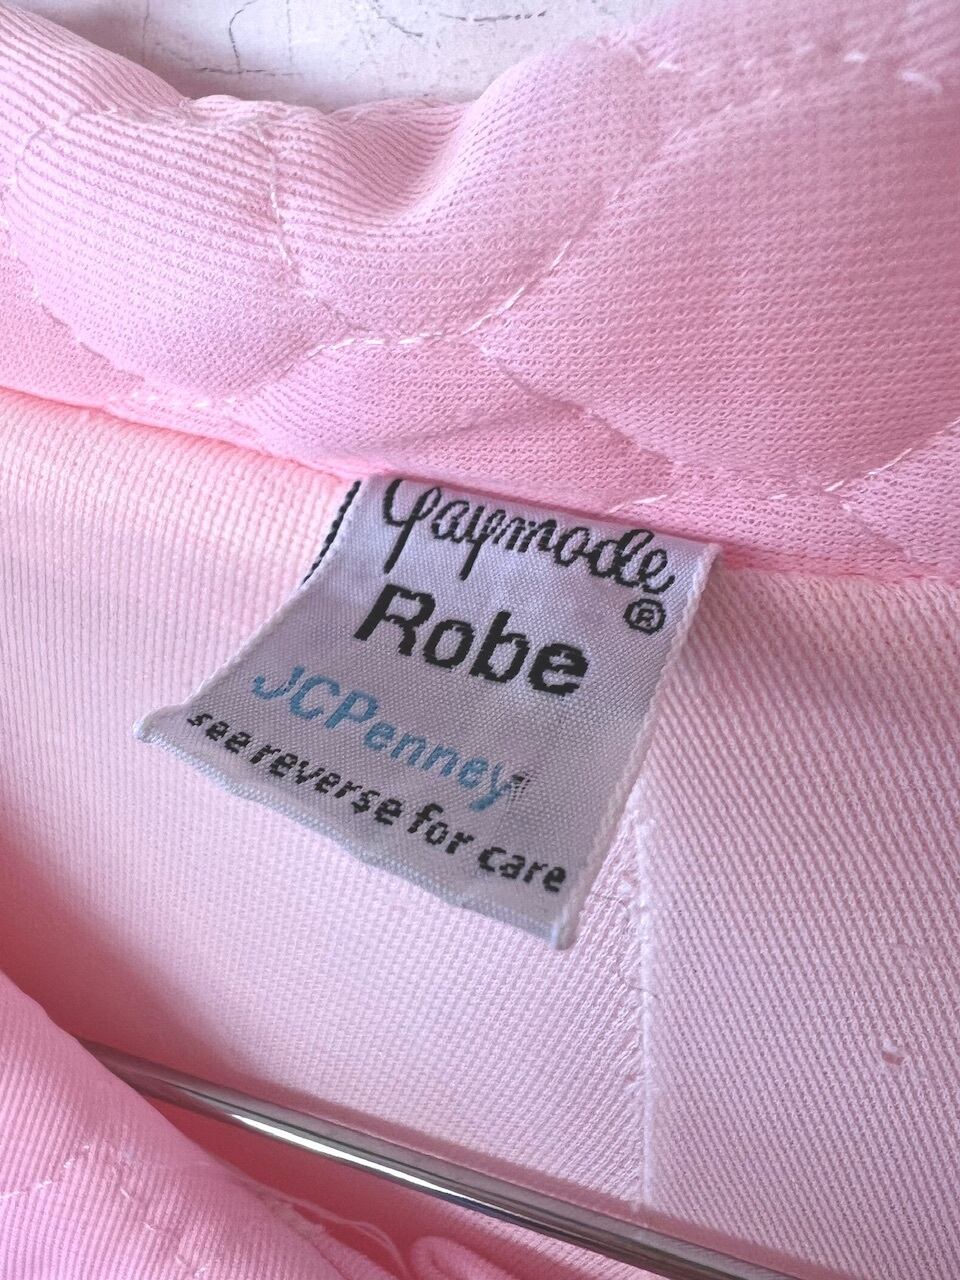 Gaymode
®
Robe
JCPenney
see reverse for care